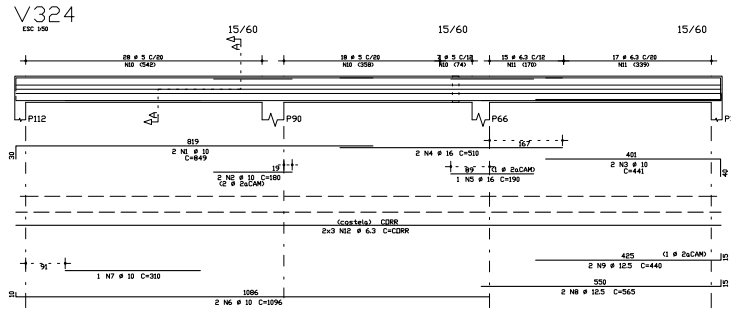 V324
ESC 1:50
15/60 15/60 15/60
28 ø 5 C/20 18 ø 5 C/20 7 ø 5 C/12 15 ø 6.3 C/12 17 ø 6.3 C/20
N10 (542) N10 (358) N10 (74) N11 (170) N11 (339)
A A
A A
P112 P90 P66
819 167
30 2 N1 ø 10 2 N4 ø 16 C=510 401
C=849 2 N3 ø 10
19 89 (1 ø 2aCAM) C=441 40
2 N2 ø 10 C=180 1 N5 ø 16 C=190
(2 ø 2aCAM)
(costela) CORR
2x3 N12 ø 6.3 C=CORR
425 (1 ø 2aCAM)
91 2 N9 ø 12.5 C=440 15
1 N7 ø 10 C=310
550
10 1086 2 N8 ø 12.5 C=565 15
2 N6 ø 10 C=1096